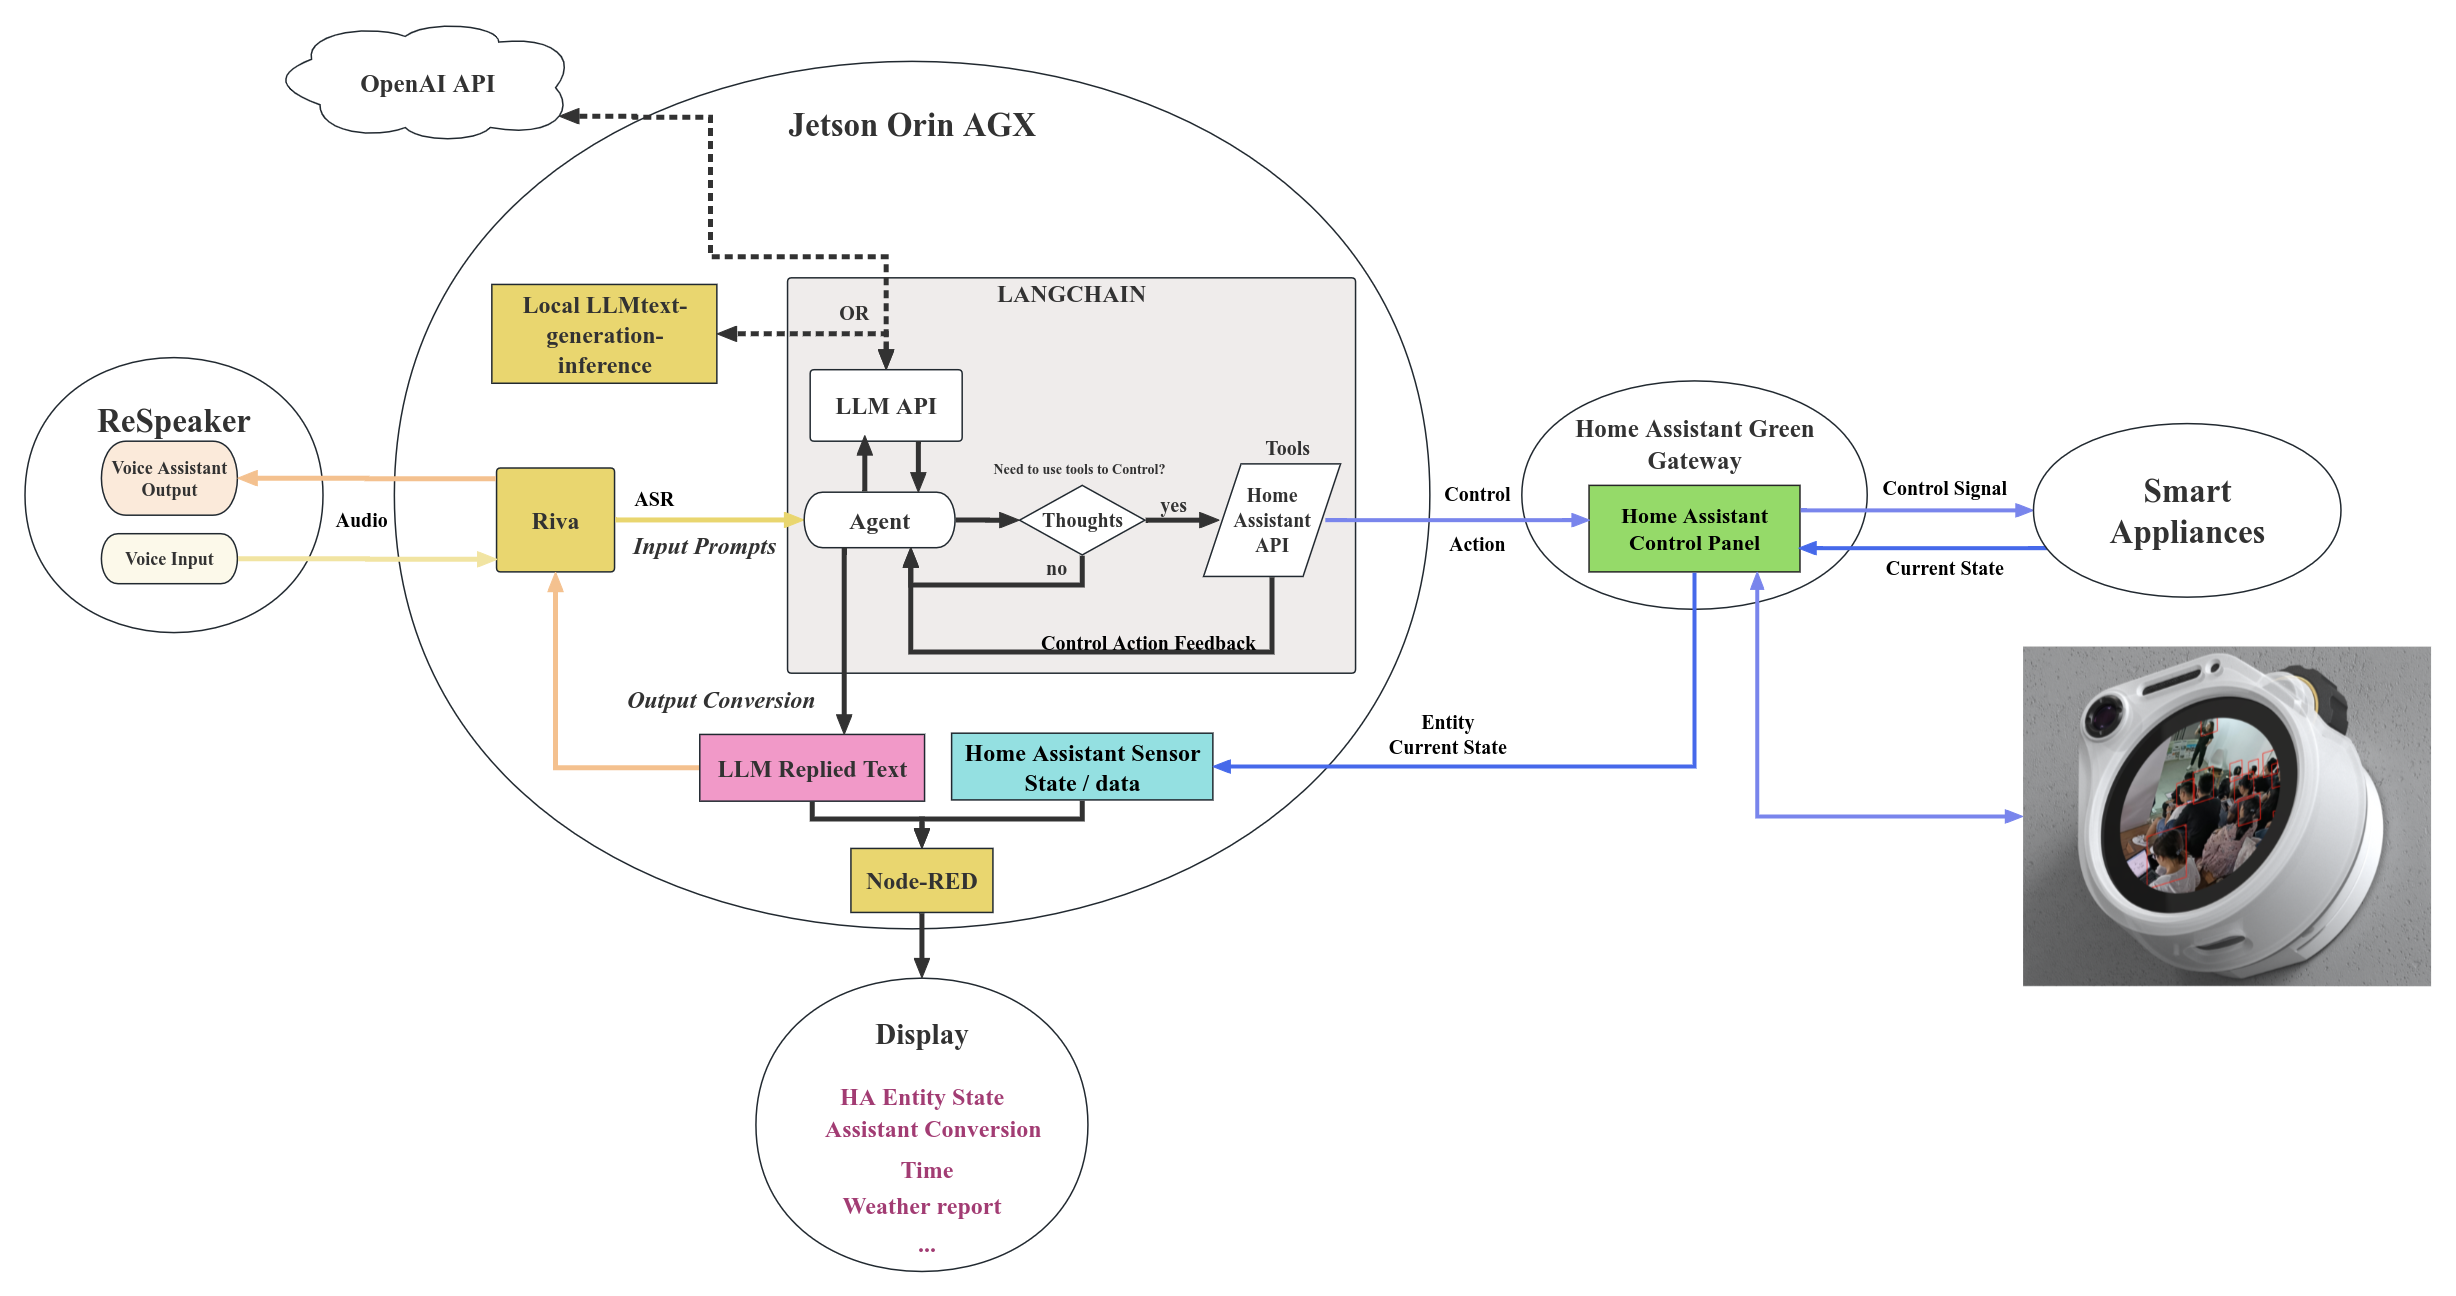 OpenAI API
Jetson Orin AGX
Local LLMtext-
generation-
inference
OR
LANGCHAIN
LLM API
ReSpeaker
Voice Assistant
Output
Voice Input
Audio
Riva
ASR
Input Prompts
Agent
Need to use tools to Control?
Thoughts
yes
no
Tools
Home
Assistant
API
Control Action Feedback
Control
Action
Home Assistant Green
Gateway
Home Assistant
Control Panel
Control Signal
Current State
Smart
Appliances
Output Conversion
LLM Replied Text
Home Assistant Sensor
State / data
Entity
Current State
Node-RED
Display
HA Entity State
Assistant Conversion
Time
Weather report
...